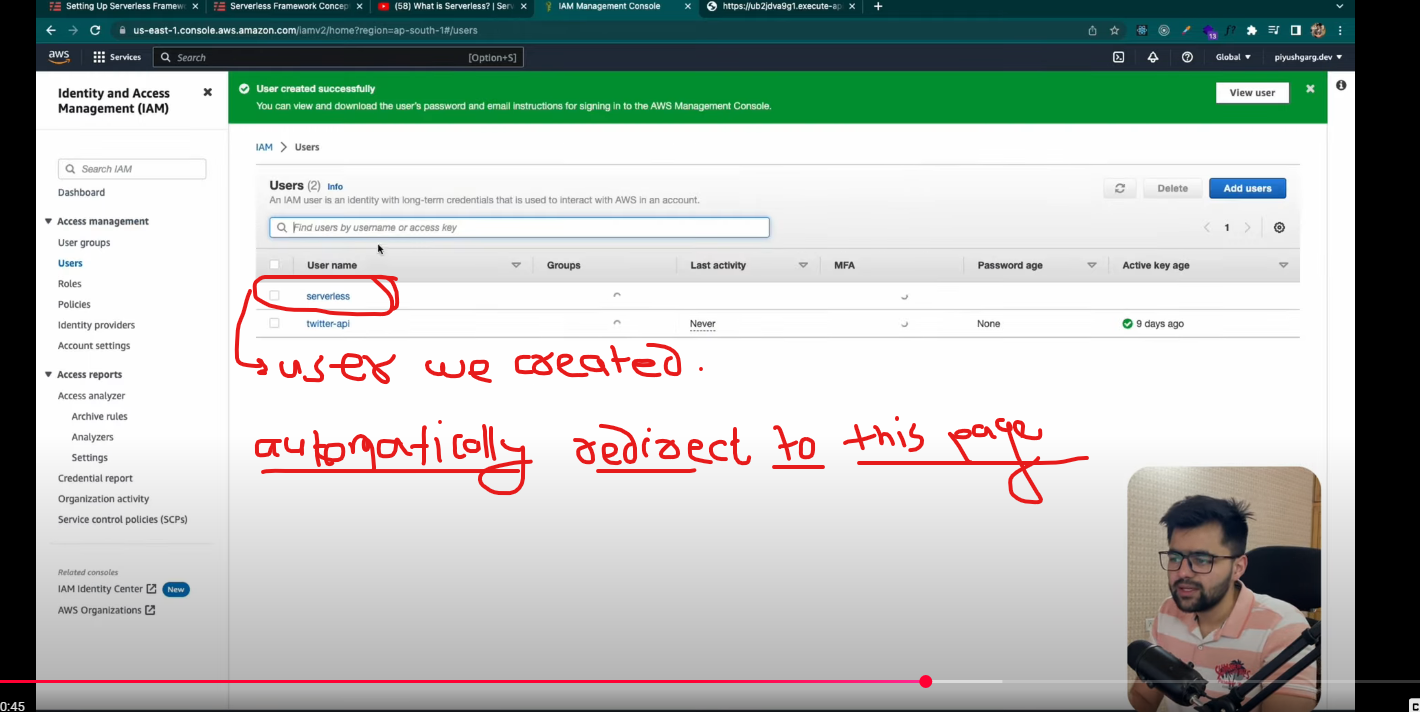 Setting Up Serverless Framew
Serverless Framework Concep
(58) What is Serverless? | Serv
IAM Management Console
https://ub2jdva9g1.execute-ap
us-east-1.console.aws.amazon.com/iamv2/home?region=ap-south-1#/users
13
aws
Services
Search
[Option+S]
Global
piyushgarg.dev
Identity and Access
Management (IAM)
Search IAM
Dashboard
Access management
User groups
Users
Roles
Policies
Identity providers
Account settings
Access reports
Access analyzer
Archive rules
Analyzers
Settings
Credential report
Organization activity
Service control policies (SCPs)
Related consoles
IAM Identity Center New
AWS Organizations
User created successfully
You can view and download the user's password and email instructions for signing in to the AWS Management Console.
View user
IAM > Users
Users (2) Info
An IAM user is an identity with long-term credentials that is used to interact with AWS in an account.
Delete
Add users
Find users by username or access key
1
User name Groups Last activity MFA Password age Active key age
serverless
twitter-api Never None 9 days ago
user we created.
automatically redirect to this page
0:45